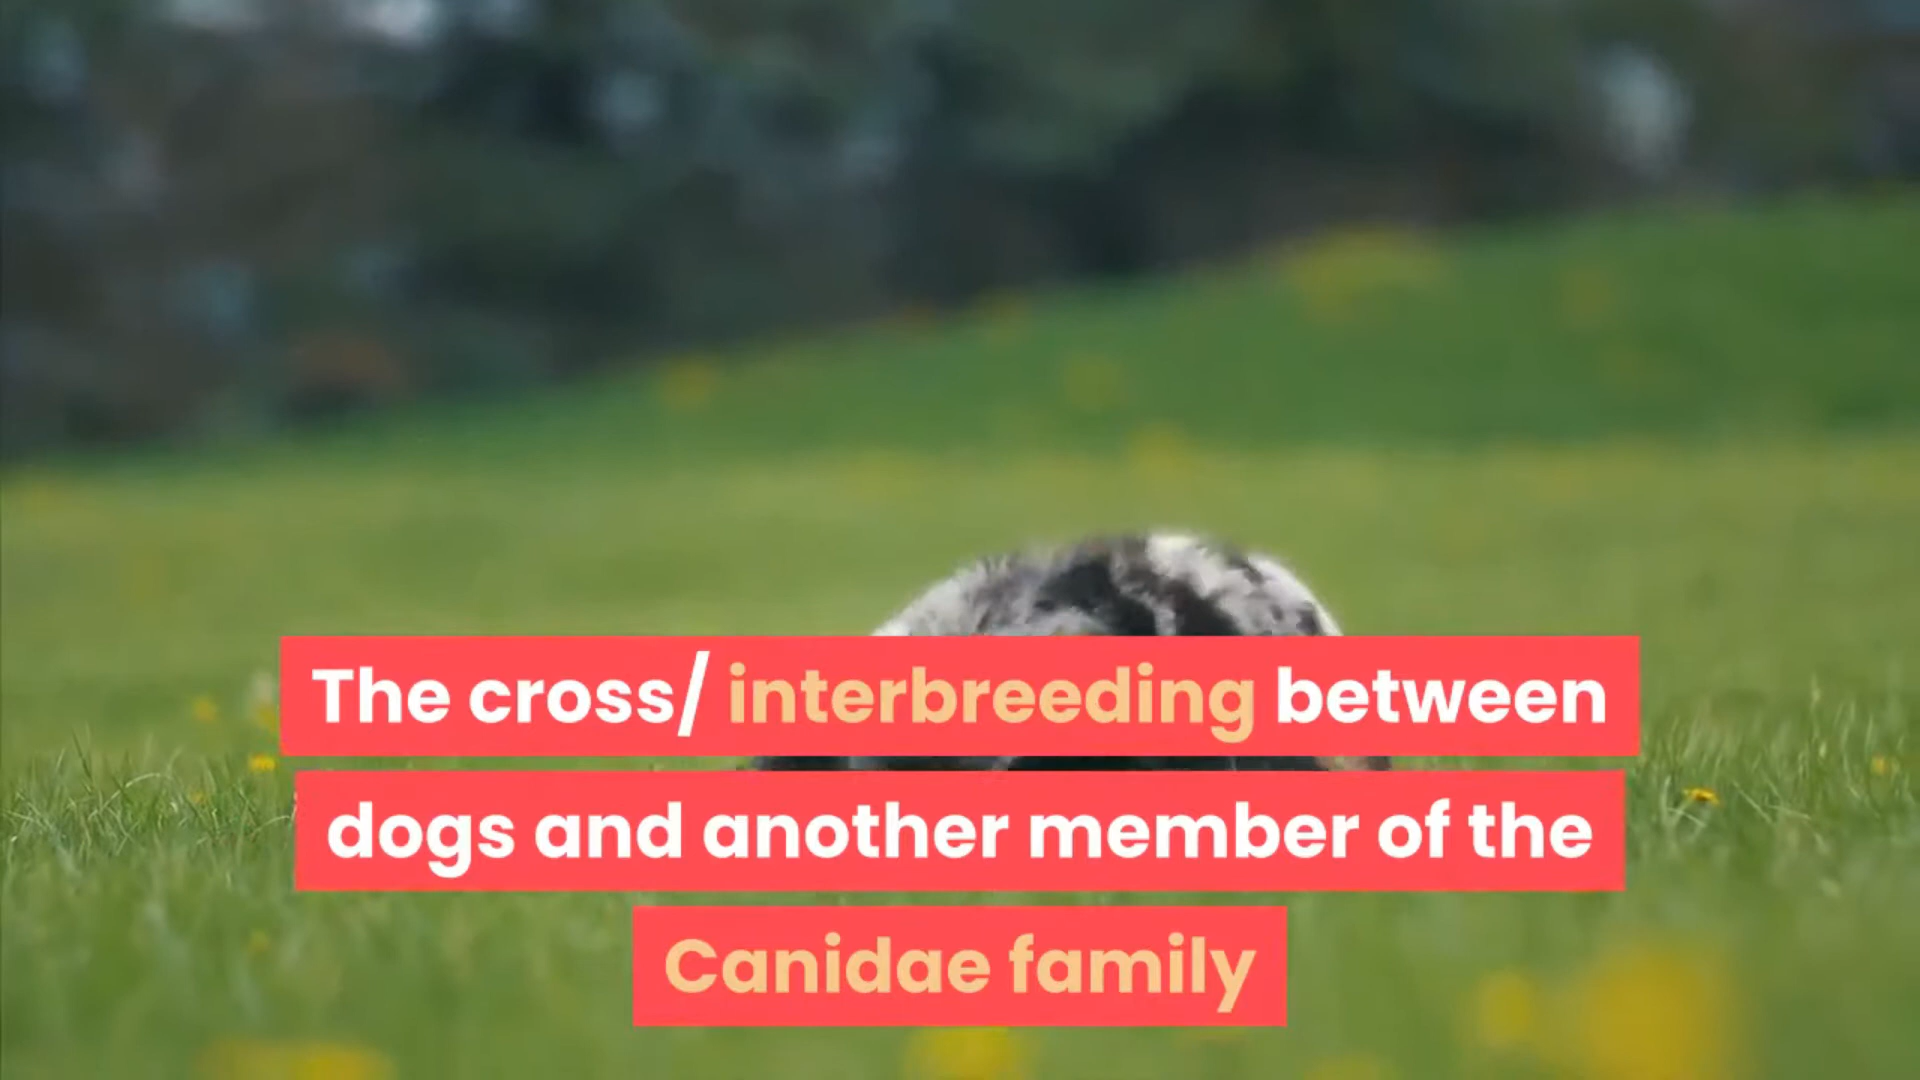 The cross/ interbreeding between
dogs and another member of the
Canidae family